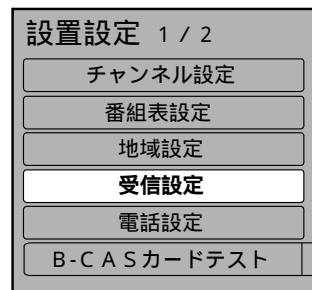 設置設定 1/2
チャンネル設定
番組表設定
地域設定
受信設定
電話設定
B-CASカードテスト